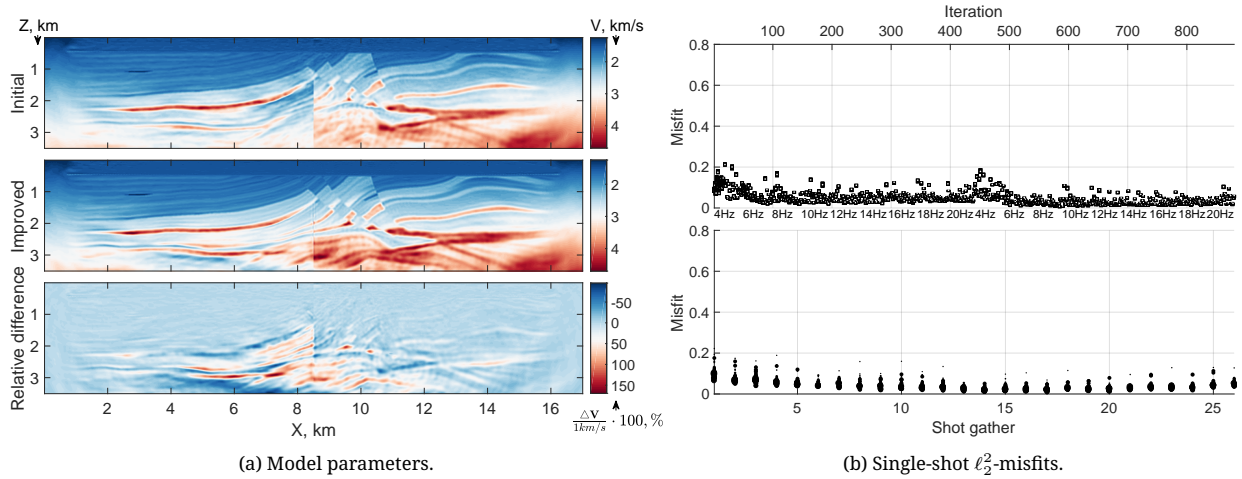 Z, km
V, km/s
Initial
1
2
3
2
3
4
Improved
1
2
3
2
3
4
Relative difference
1
2
3
-50
0
50
100
150
2 4 6 8 10 12 14 16
X, km
△V/1km/s · 100, %
(a) Model parameters.
Iteration
100 200 300 400 500 600 700 800
Misfit
0.8
0.6
0.4
0.2
0
4Hz 6Hz 8Hz 10Hz 12Hz 14Hz 16Hz 18Hz 20Hz 4Hz 6Hz 8Hz 10Hz 12Hz 14Hz 16Hz 18Hz 20Hz
Misfit
0.8
0.6
0.4
0.2
0
5 10 15 20 25
Shot gather
(b) Single-shot ℓ₂²-misfits.